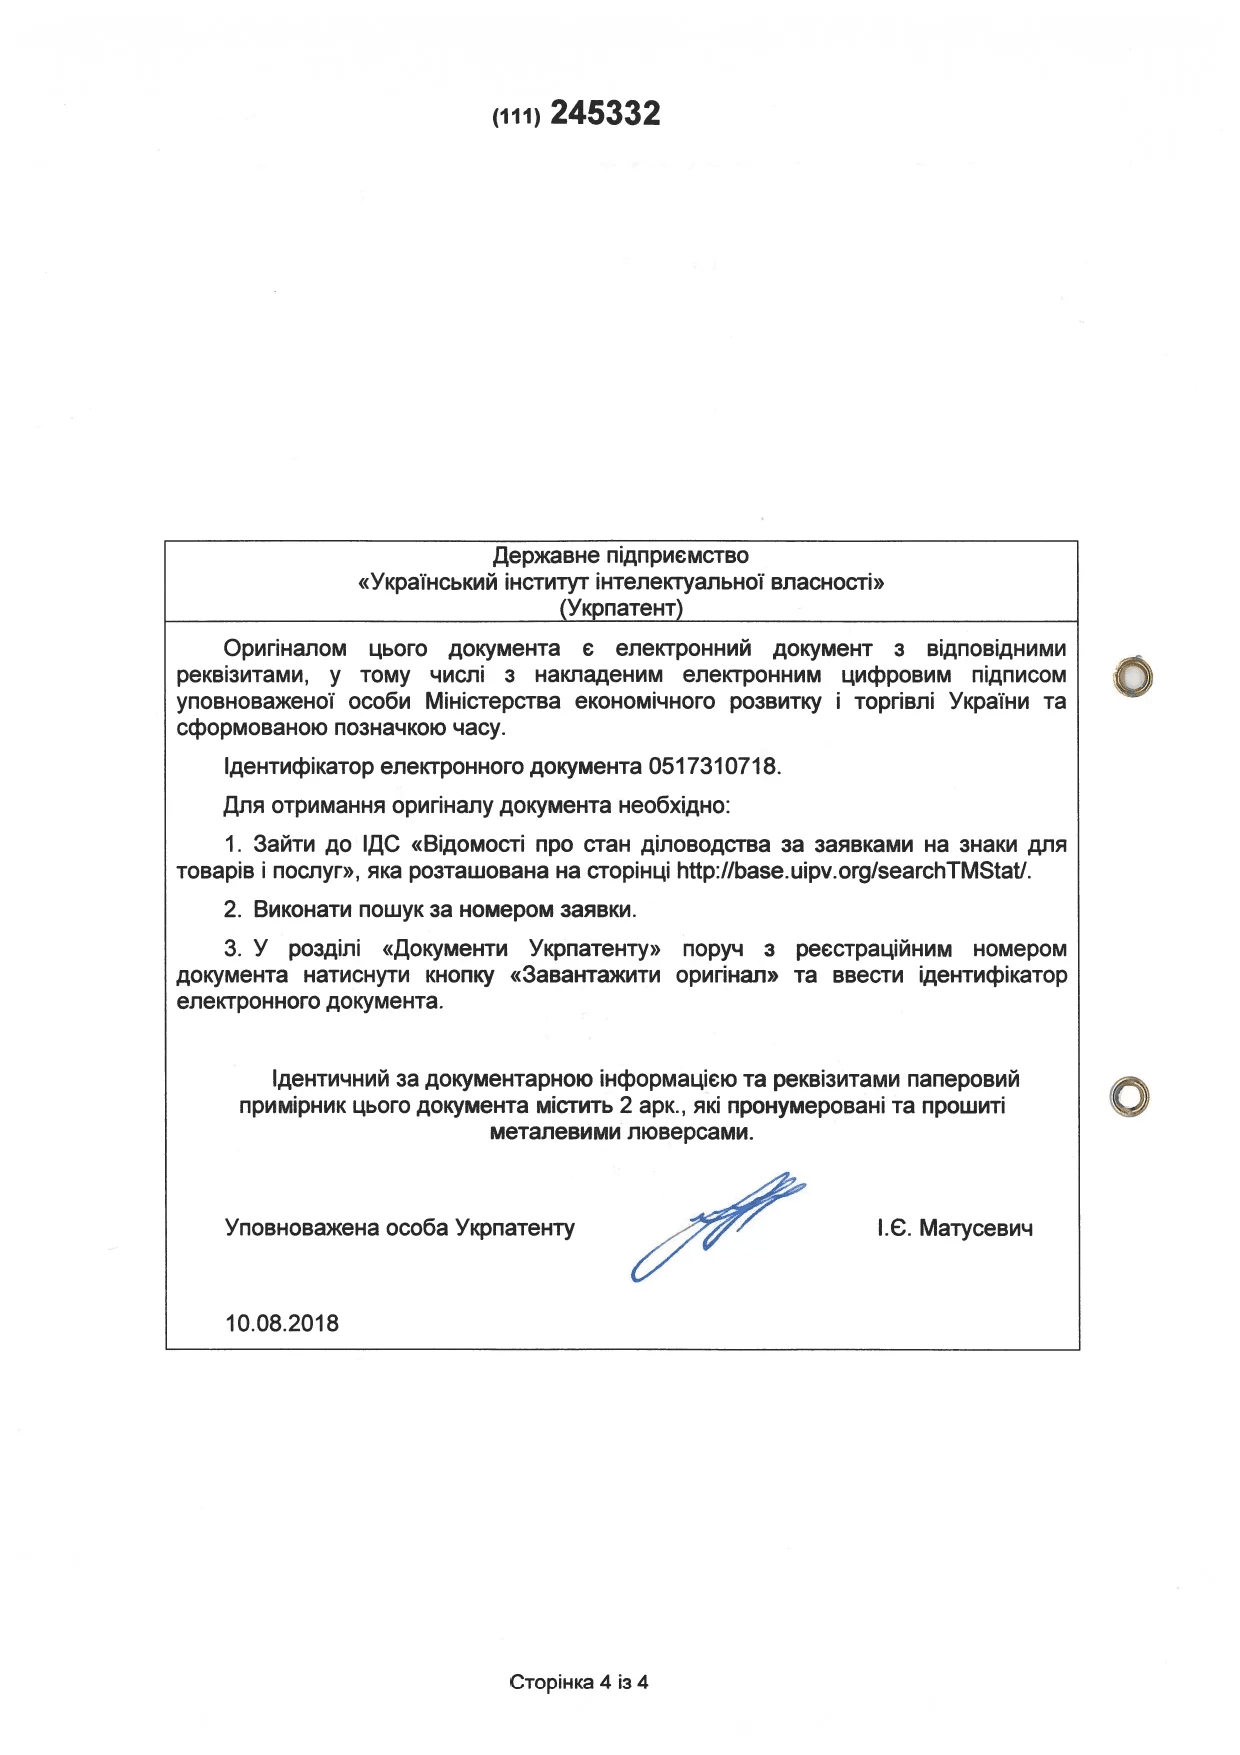 (111) 245332
Державне підприємство
«Український інститут інтелектуальної власності»
(Укрпатент)
Оригіналом цього документа є електронний документ з відповідними
реквізитами, у тому числі з накладеним електронним цифровим підписом
уповноваженої особи Міністерства економічного розвитку і торгівлі України та
сформованою позначкою часу.
Ідентифікатор електронного документа 0517310718.
Для отримання оригіналу документа необхідно:
1. Зайти до ІДС «Відомості про стан діловодства за заявками на знаки для
товарів і послуг», яка розташована на сторінці http://base.uipv.org/searchTMStat/.
2. Виконати пошук за номером заявки.
3. У розділі «Документи Укрпатенту» поруч з реєстраційним номером
документа натиснути кнопку «Завантажити оригінал» та ввести ідентифікатор
електронного документа.
Ідентичний за документарною інформацією та реквізитами паперовий
примірник цього документа містить 2 арк., які пронумеровані та прошиті
металевими люверсами.
Уповноважена особа Укрпатенту І.Є. Матусевич
10.08.2018
Сторінка 4 із 4